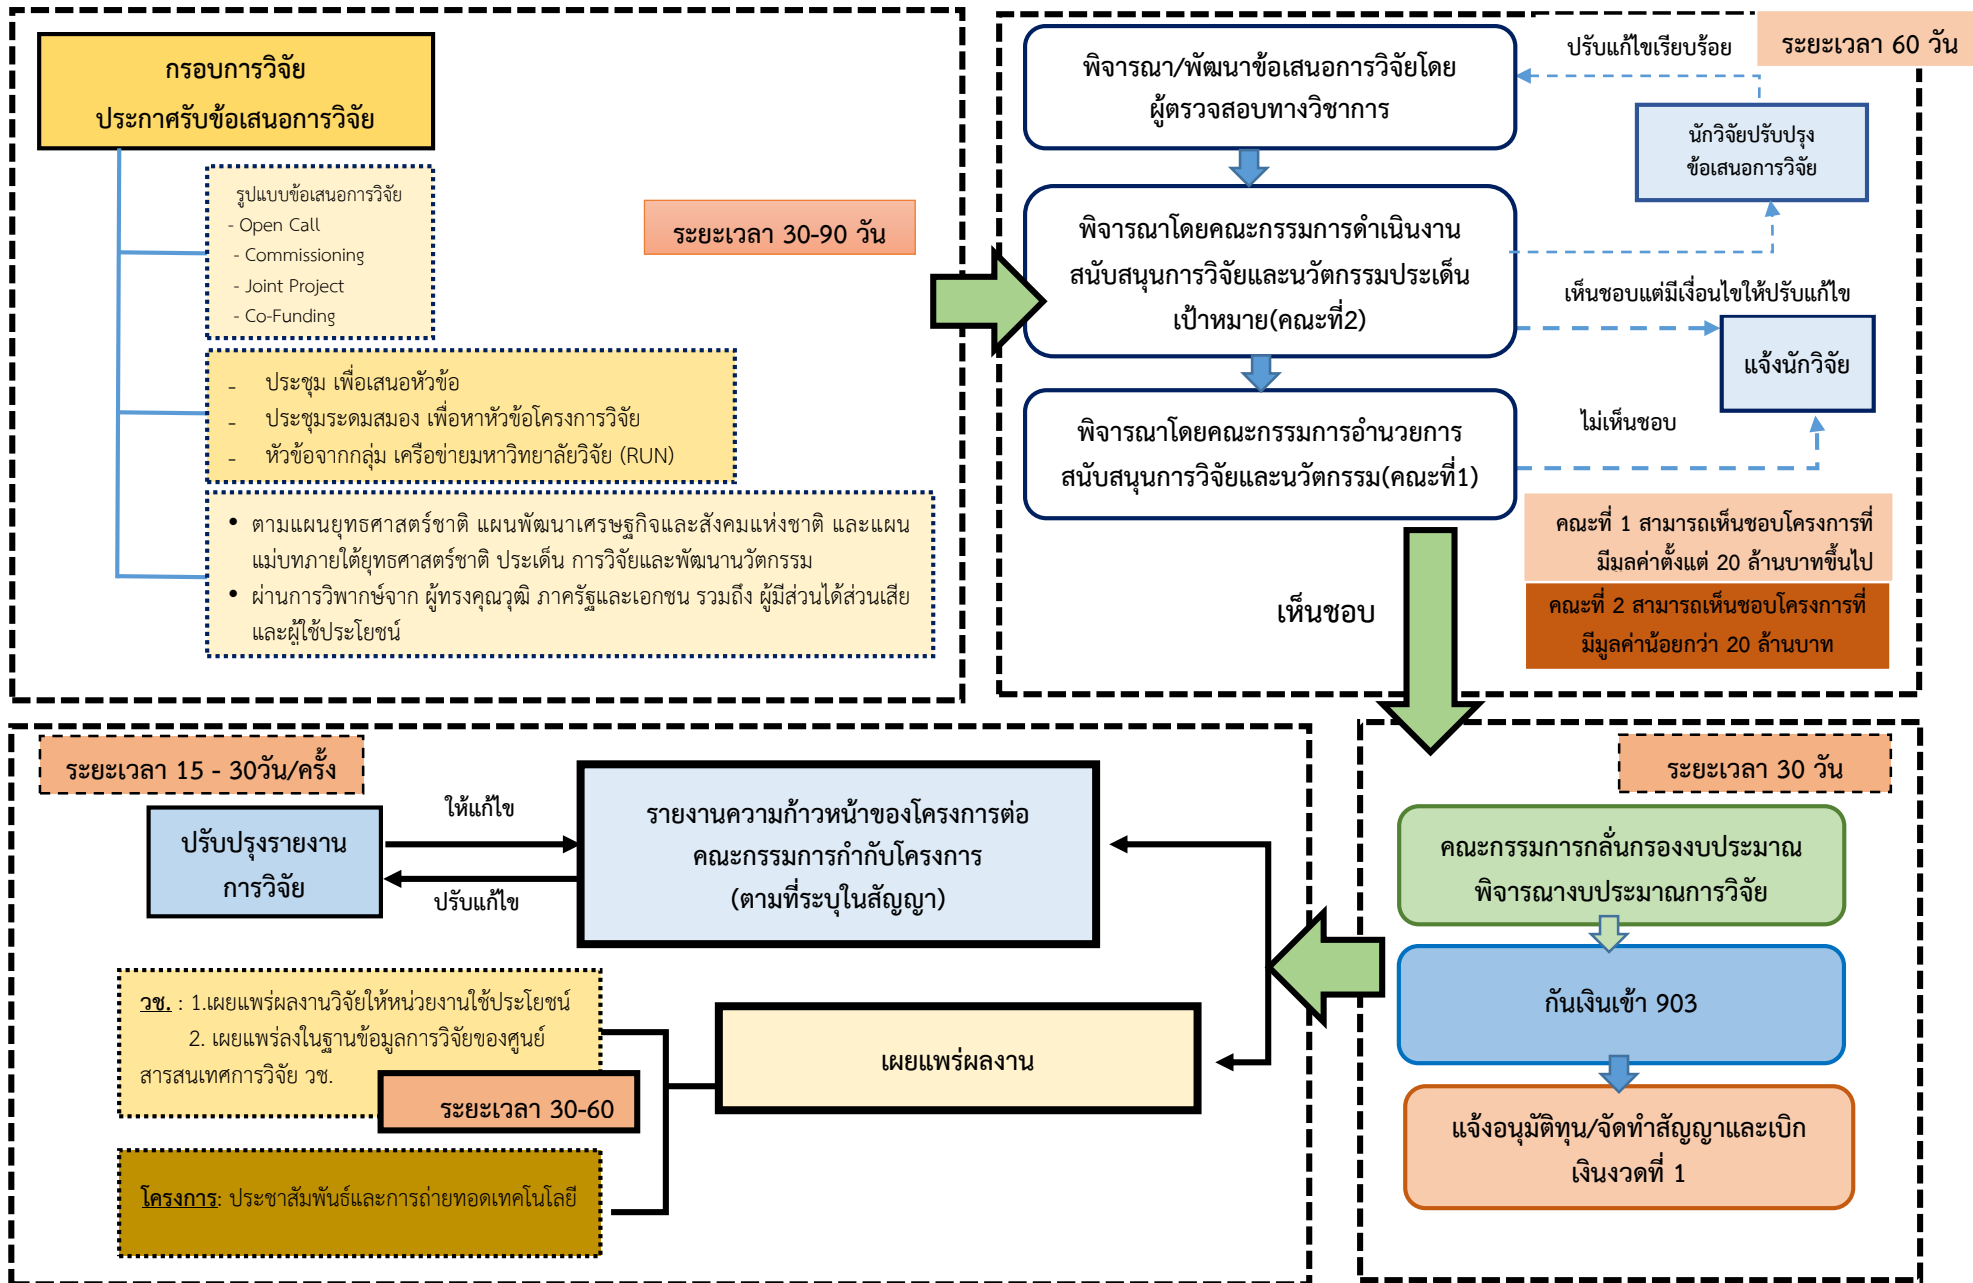 กรอบการวิจัย
ประกาศรับข้อเสนอการวิจัย
รูปแบบข้อเสนอการวิจัย
- Open Call
- Commissioning
- Joint Project
- Co-Funding
ระยะเวลา 30-90 วัน
- ประชุม เพื่อเสนอหัวข้อ
- ประชุมระดมสมอง เพื่อหาหัวข้อโครงการวิจัย
- หัวข้อจากกลุ่ม เครือข่ายมหาวิทยาลัยวิจัย (RUN)
• ตามแผนยุทธศาสตร์ชาติ แผนพัฒนาเศรษฐกิจและสังคมแห่งชาติ และแผน
แม่บทภายใต้ยุทธศาสตร์ชาติ ประเด็น การวิจัยและพัฒนานวัตกรรม
• ผ่านการวิพากษ์จาก ผู้ทรงคุณวุฒิ ภาครัฐและเอกชน รวมถึง ผู้มีส่วนได้ส่วนเสีย
และผู้ใช้ประโยชน์
พิจารณา/พัฒนาข้อเสนอการวิจัยโดย
ผู้ตรวจสอบทางวิชาการ
ปรับแก้ไขเรียบร้อย
ระยะเวลา 60 วัน
นักวิจัยปรับปรุง
ข้อเสนอการวิจัย
พิจารณาโดยคณะกรรมการดำเนินงาน
สนับสนุนการวิจัยและนวัตกรรมประเด็น
เป้าหมาย(คณะที่2)
เห็นชอบแต่มีเงื่อนไขให้ปรับแก้ไข
แจ้งนักวิจัย
พิจารณาโดยคณะกรรมการอำนวยการ
สนับสนุนการวิจัยและนวัตกรรม(คณะที่1)
ไม่เห็นชอบ
คณะที่ 1 สามารถเห็นชอบโครงการที่
มีมลค่าตั้งแต่ 20 ล้านบาทขึ้นไป
คณะที่ 2 สามารถเห็นชอบโครงการที่
มีมูลค่าน้อยกว่า 20 ล้านบาท
เห็นชอบ
ระยะเวลา 30 วัน
คณะกรรมการกลั่นกรองงบประมาณ
พิจารณางบประมาณการวิจัย
กันเงินเข้า 903
แจ้งอนุมัติทุน/จัดทำสัญญาและเบิก
เงินงวดที่ 1
ระยะเวลา 15 - 30วัน/ครั้ง
ปรับปรุงรายงาน
การวิจัย
ให้แก้ไข
ปรับแก้ไข
รายงานความก้าวหน้าของโครงการต่อ
คณะกรรมการกำกับโครงการ
(ตามที่ระบุในสัญญา)
วช. : 1.เผยแพร่ผลงานวิจัยให้หน่วยงานใช้ประโยชน์
2. เผยแพร่ลงในฐานข้อมูลการวิจัยของศูนย์
สารสนเทศการวิจัย วช.
ระยะเวลา 30-60
เผยแพร่ผลงาน
โครงการ: ประชาสัมพันธ์และการถ่ายทอดเทคโนโลยี